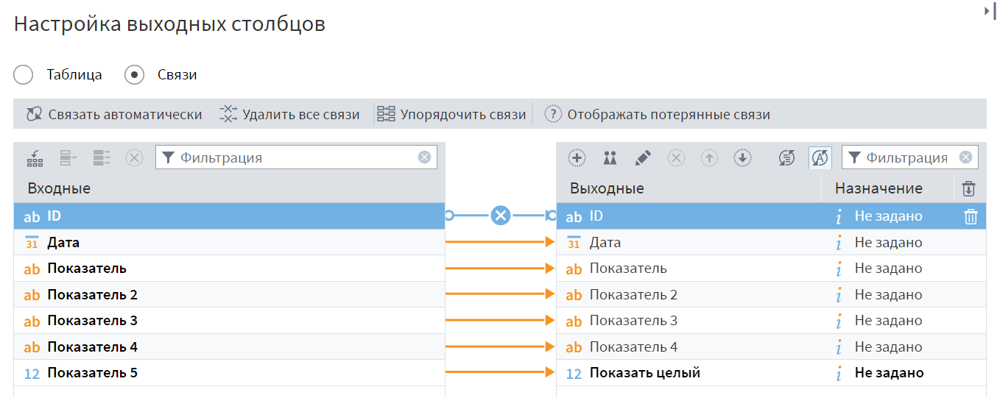 Настройка выходных столбцов
Таблица Связи
Связать автоматически Удалить все связи Упорядочить связи ? Отображать потерянные связи
Фильтрация A Фильтрация
Входные Выходные Назначение
ab ID ab ID i Не задано
31 Дата 31 Дата i Не задано
ab Показатель ab Показатель i Не задано
ab Показатель 2 ab Показатель 2 i Не задано
ab Показатель 3 ab Показатель 3 i Не задано
ab Показатель 4 ab Показатель 4 i Не задано
12 Показатель 5 12 Показать целый i Не задано